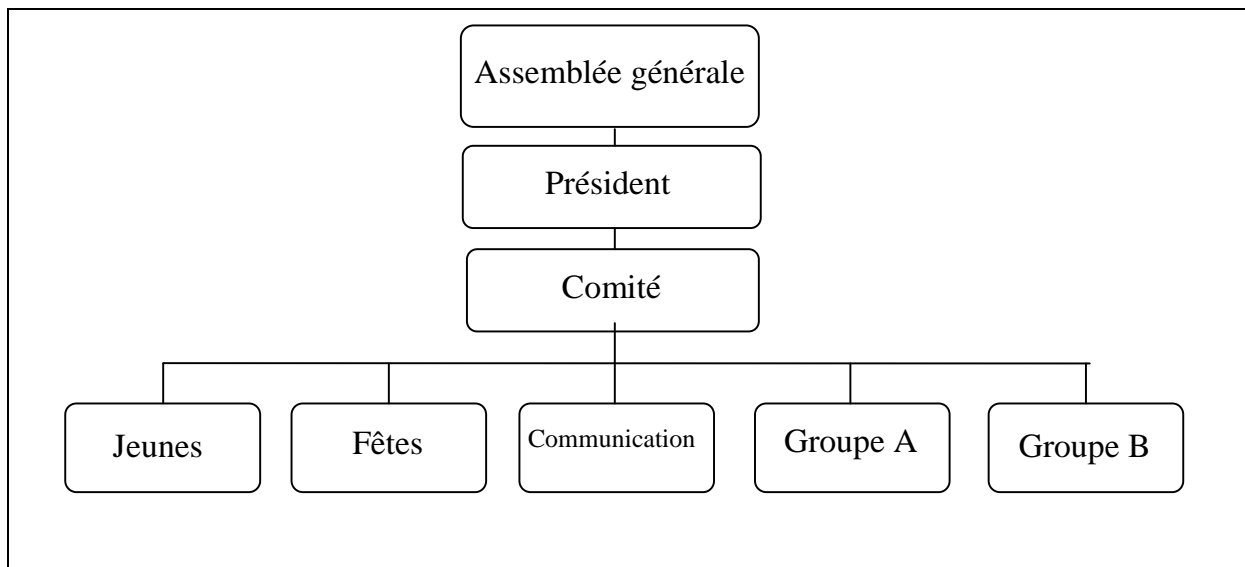 Assemblée générale
Président
Comité
Jeunes
Fêtes
Communication
Groupe A
Groupe B